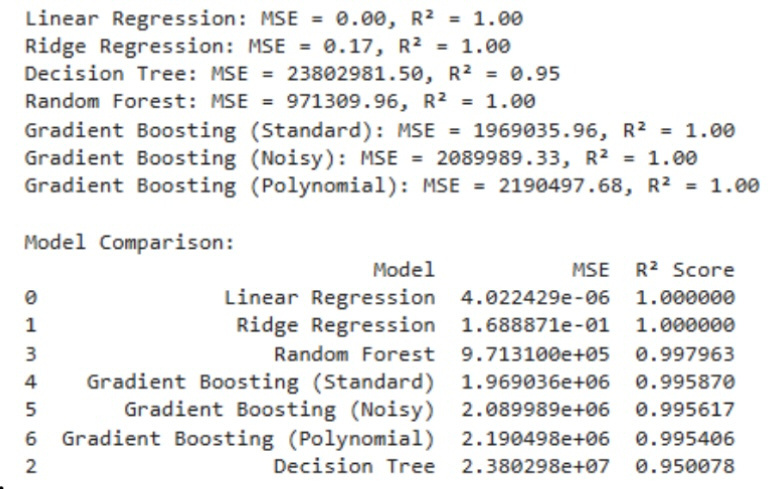 Linear Regression: MSE = 0.00, R² = 1.00
Ridge Regression: MSE = 0.17, R² = 1.00
Decision Tree: MSE = 23802981.50, R² = 0.95
Random Forest: MSE = 971309.96, R² = 1.00
Gradient Boosting (Standard): MSE = 1969035.96, R² = 1.00
Gradient Boosting (Noisy): MSE = 2089989.33, R² = 1.00
Gradient Boosting (Polynomial): MSE = 2190497.68, R² = 1.00
Model Comparison:
Model MSE R² Score
0 Linear Regression 4.022429e-06 1.000000
1 Ridge Regression 1.688871e-01 1.000000
3 Random Forest 9.713100e+05 0.997963
4 Gradient Boosting (Standard) 1.969036e+06 0.995870
5 Gradient Boosting (Noisy) 2.089989e+06 0.995617
6 Gradient Boosting (Polynomial) 2.190498e+06 0.995406
2 Decision Tree 2.380298e+07 0.950078